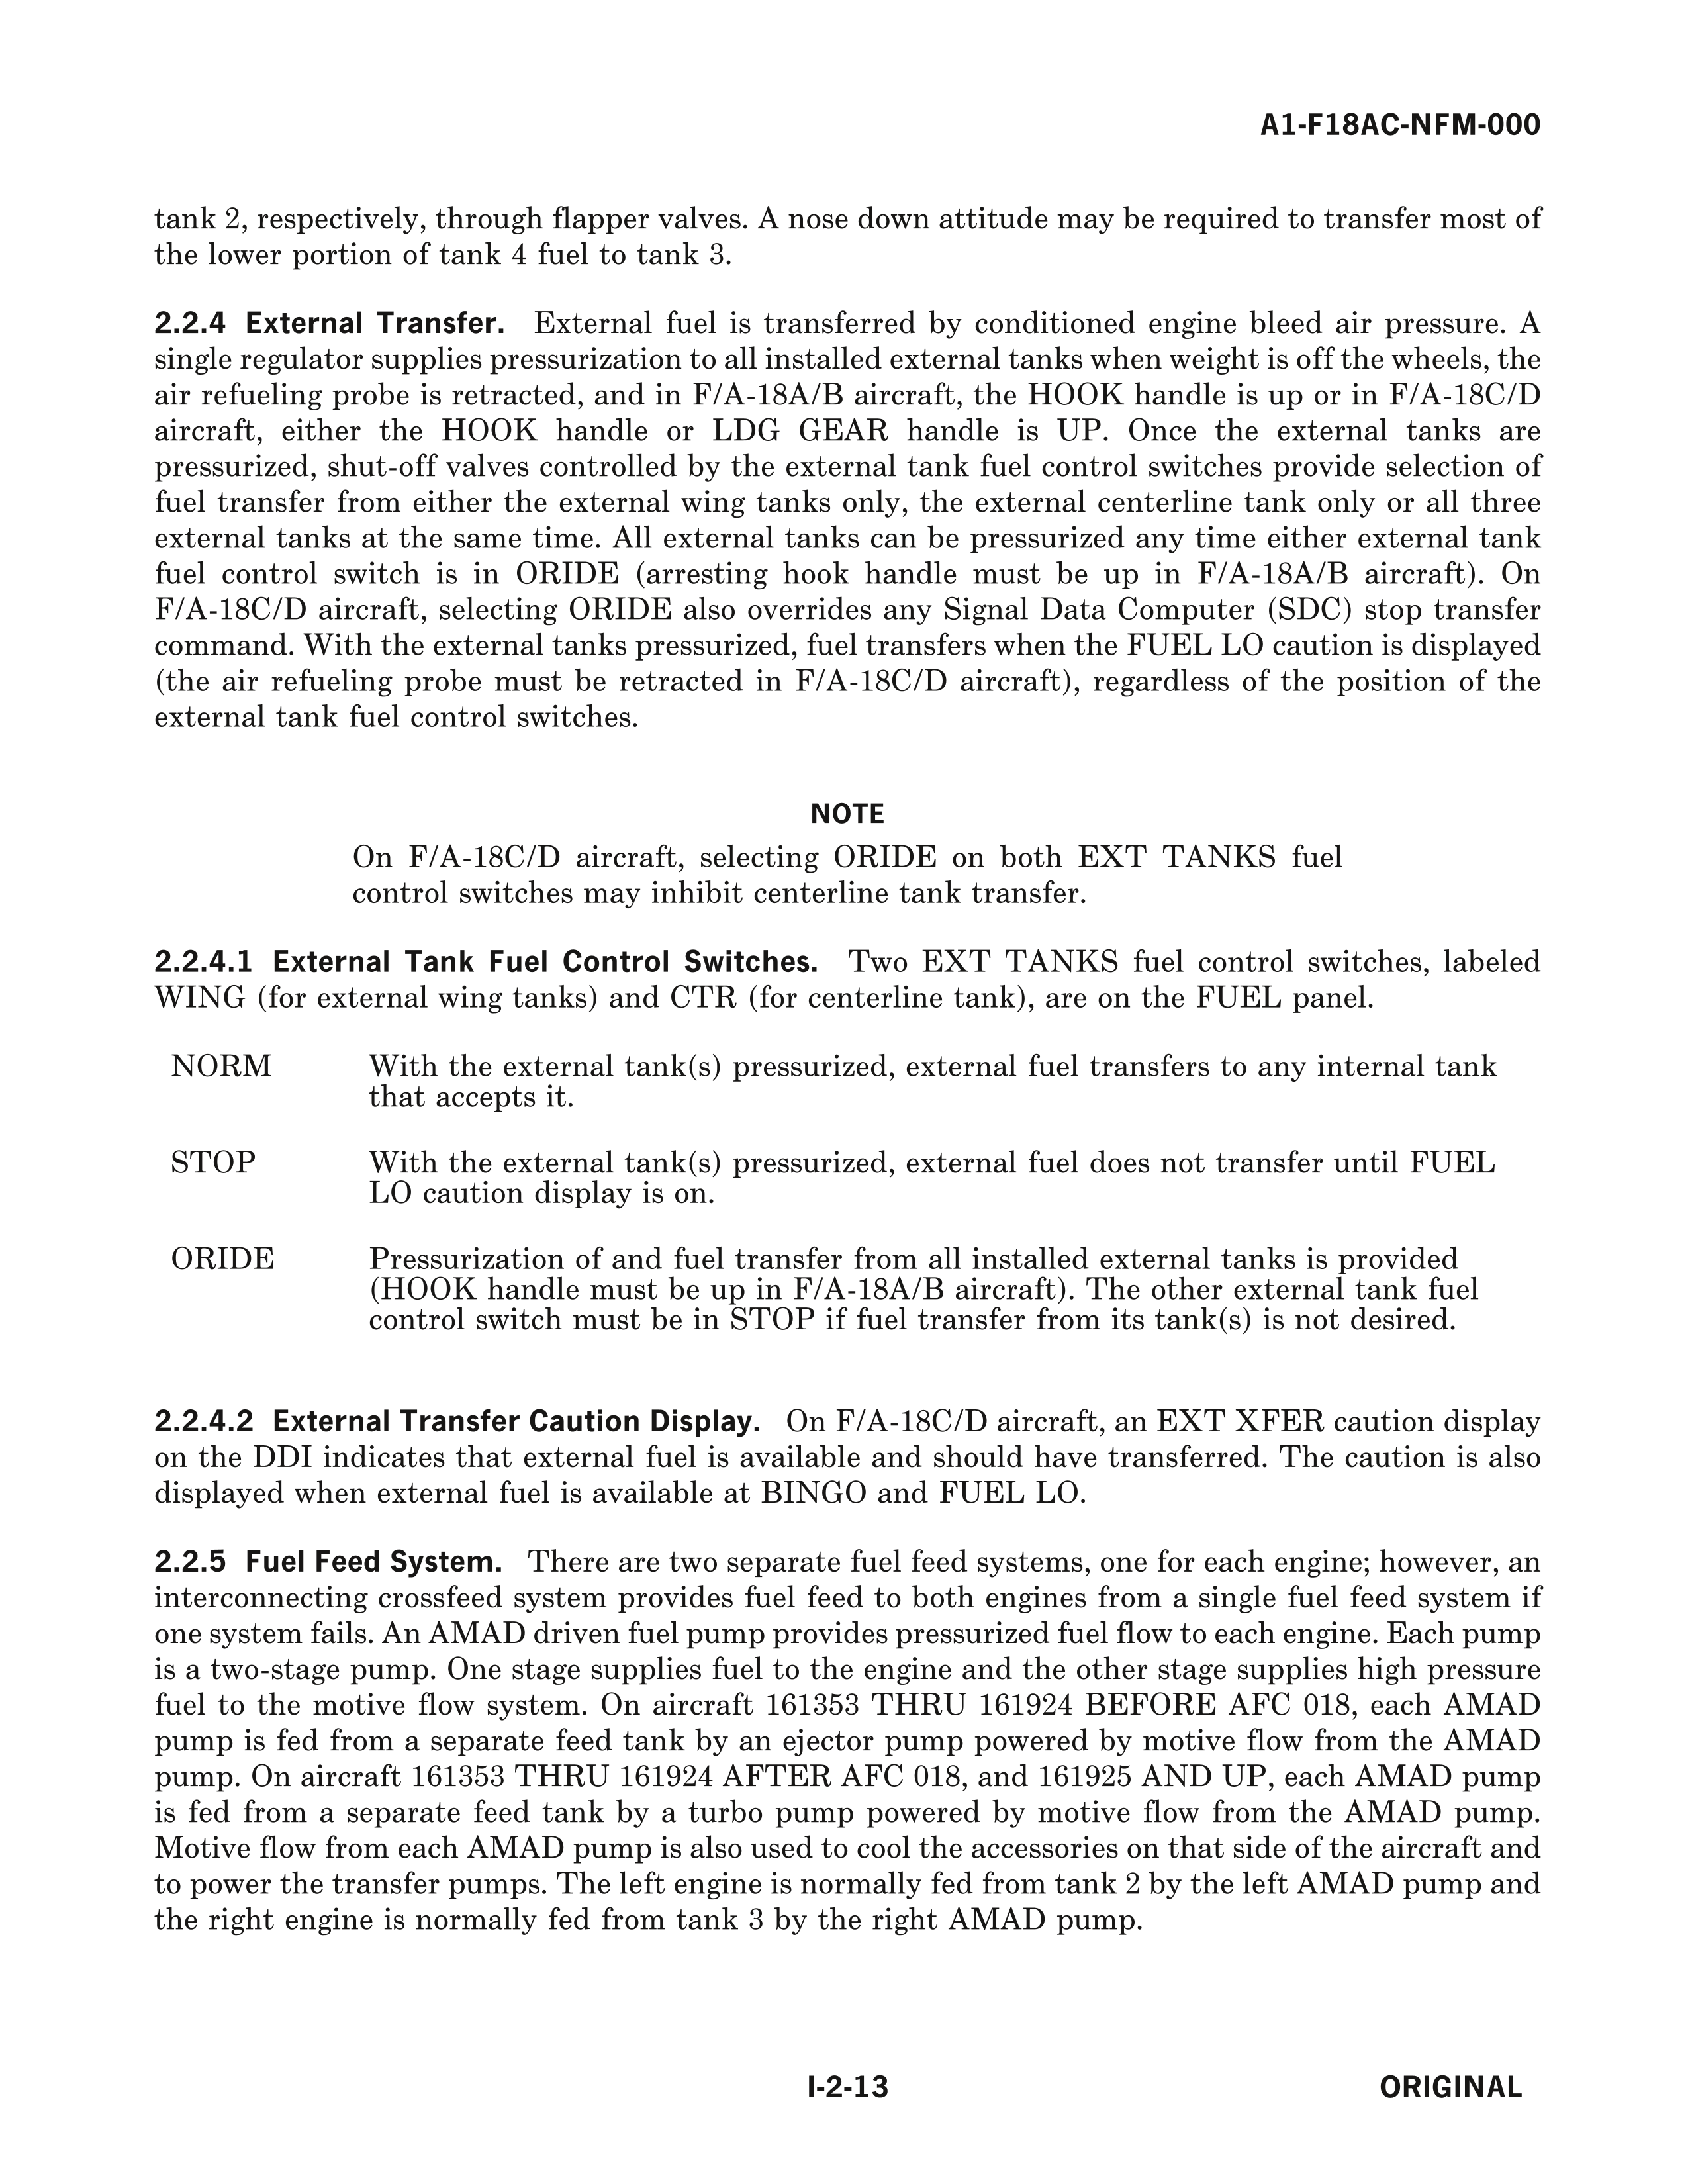 A1-F18AC-NFM-000
tank 2, respectively, through flapper valves. A nose down attitude may be required to transfer most of
the lower portion of tank 4 fuel to tank 3.
2.2.4 External Transfer. External fuel is transferred by conditioned engine bleed air pressure. A
single regulator supplies pressurization to all installed external tanks when weight is off the wheels, the
air refueling probe is retracted, and in F/A-18A/B aircraft, the HOOK handle is up or in F/A-18C/D
aircraft, either the HOOK handle or LDG GEAR handle is UP. Once the external tanks are
pressurized, shut-off valves controlled by the external tank fuel control switches provide selection of
fuel transfer from either the external wing tanks only, the external centerline tank only or all three
external tanks at the same time. All external tanks can be pressurized any time either external tank
fuel control switch is in ORIDE (arresting hook handle must be up in F/A-18A/B aircraft). On
F/A-18C/D aircraft, selecting ORIDE also overrides any Signal Data Computer (SDC) stop transfer
command. With the external tanks pressurized, fuel transfers when the FUEL LO caution is displayed
(the air refueling probe must be retracted in F/A-18C/D aircraft), regardless of the position of the
external tank fuel control switches.
NOTE
On F/A-18C/D aircraft, selecting ORIDE on both EXT TANKS fuel
control switches may inhibit centerline tank transfer.
2.2.4.1 External Tank Fuel Control Switches. Two EXT TANKS fuel control switches, labeled
WING (for external wing tanks) and CTR (for centerline tank), are on the FUEL panel.
NORM With the external tank(s) pressurized, external fuel transfers to any internal tank
that accepts it.
STOP With the external tank(s) pressurized, external fuel does not transfer until FUEL
LO caution display is on.
ORIDE Pressurization of and fuel transfer from all installed external tanks is provided
(HOOK handle must be up in F/A-18A/B aircraft). The other external tank fuel
control switch must be in STOP if fuel transfer from its tank(s) is not desired.
2.2.4.2 External Transfer Caution Display. On F/A-18C/D aircraft, an EXT XFER caution display
on the DDI indicates that external fuel is available and should have transferred. The caution is also
displayed when external fuel is available at BINGO and FUEL LO.
2.2.5 Fuel Feed System. There are two separate fuel feed systems, one for each engine; however, an
interconnecting crossfeed system provides fuel feed to both engines from a single fuel feed system if
one system fails. An AMAD driven fuel pump provides pressurized fuel flow to each engine. Each pump
is a two-stage pump. One stage supplies fuel to the engine and the other stage supplies high pressure
fuel to the motive flow system. On aircraft 161353 THRU 161924 BEFORE AFC 018, each AMAD
pump is fed from a separate feed tank by an ejector pump powered by motive flow from the AMAD
pump. On aircraft 161353 THRU 161924 AFTER AFC 018, and 161925 AND UP, each AMAD pump
is fed from a separate feed tank by a turbo pump powered by motive flow from the AMAD pump.
Motive flow from each AMAD pump is also used to cool the accessories on that side of the aircraft and
to power the transfer pumps. The left engine is normally fed from tank 2 by the left AMAD pump and
the right engine is normally fed from tank 3 by the right AMAD pump.
I-2-13 ORIGINAL